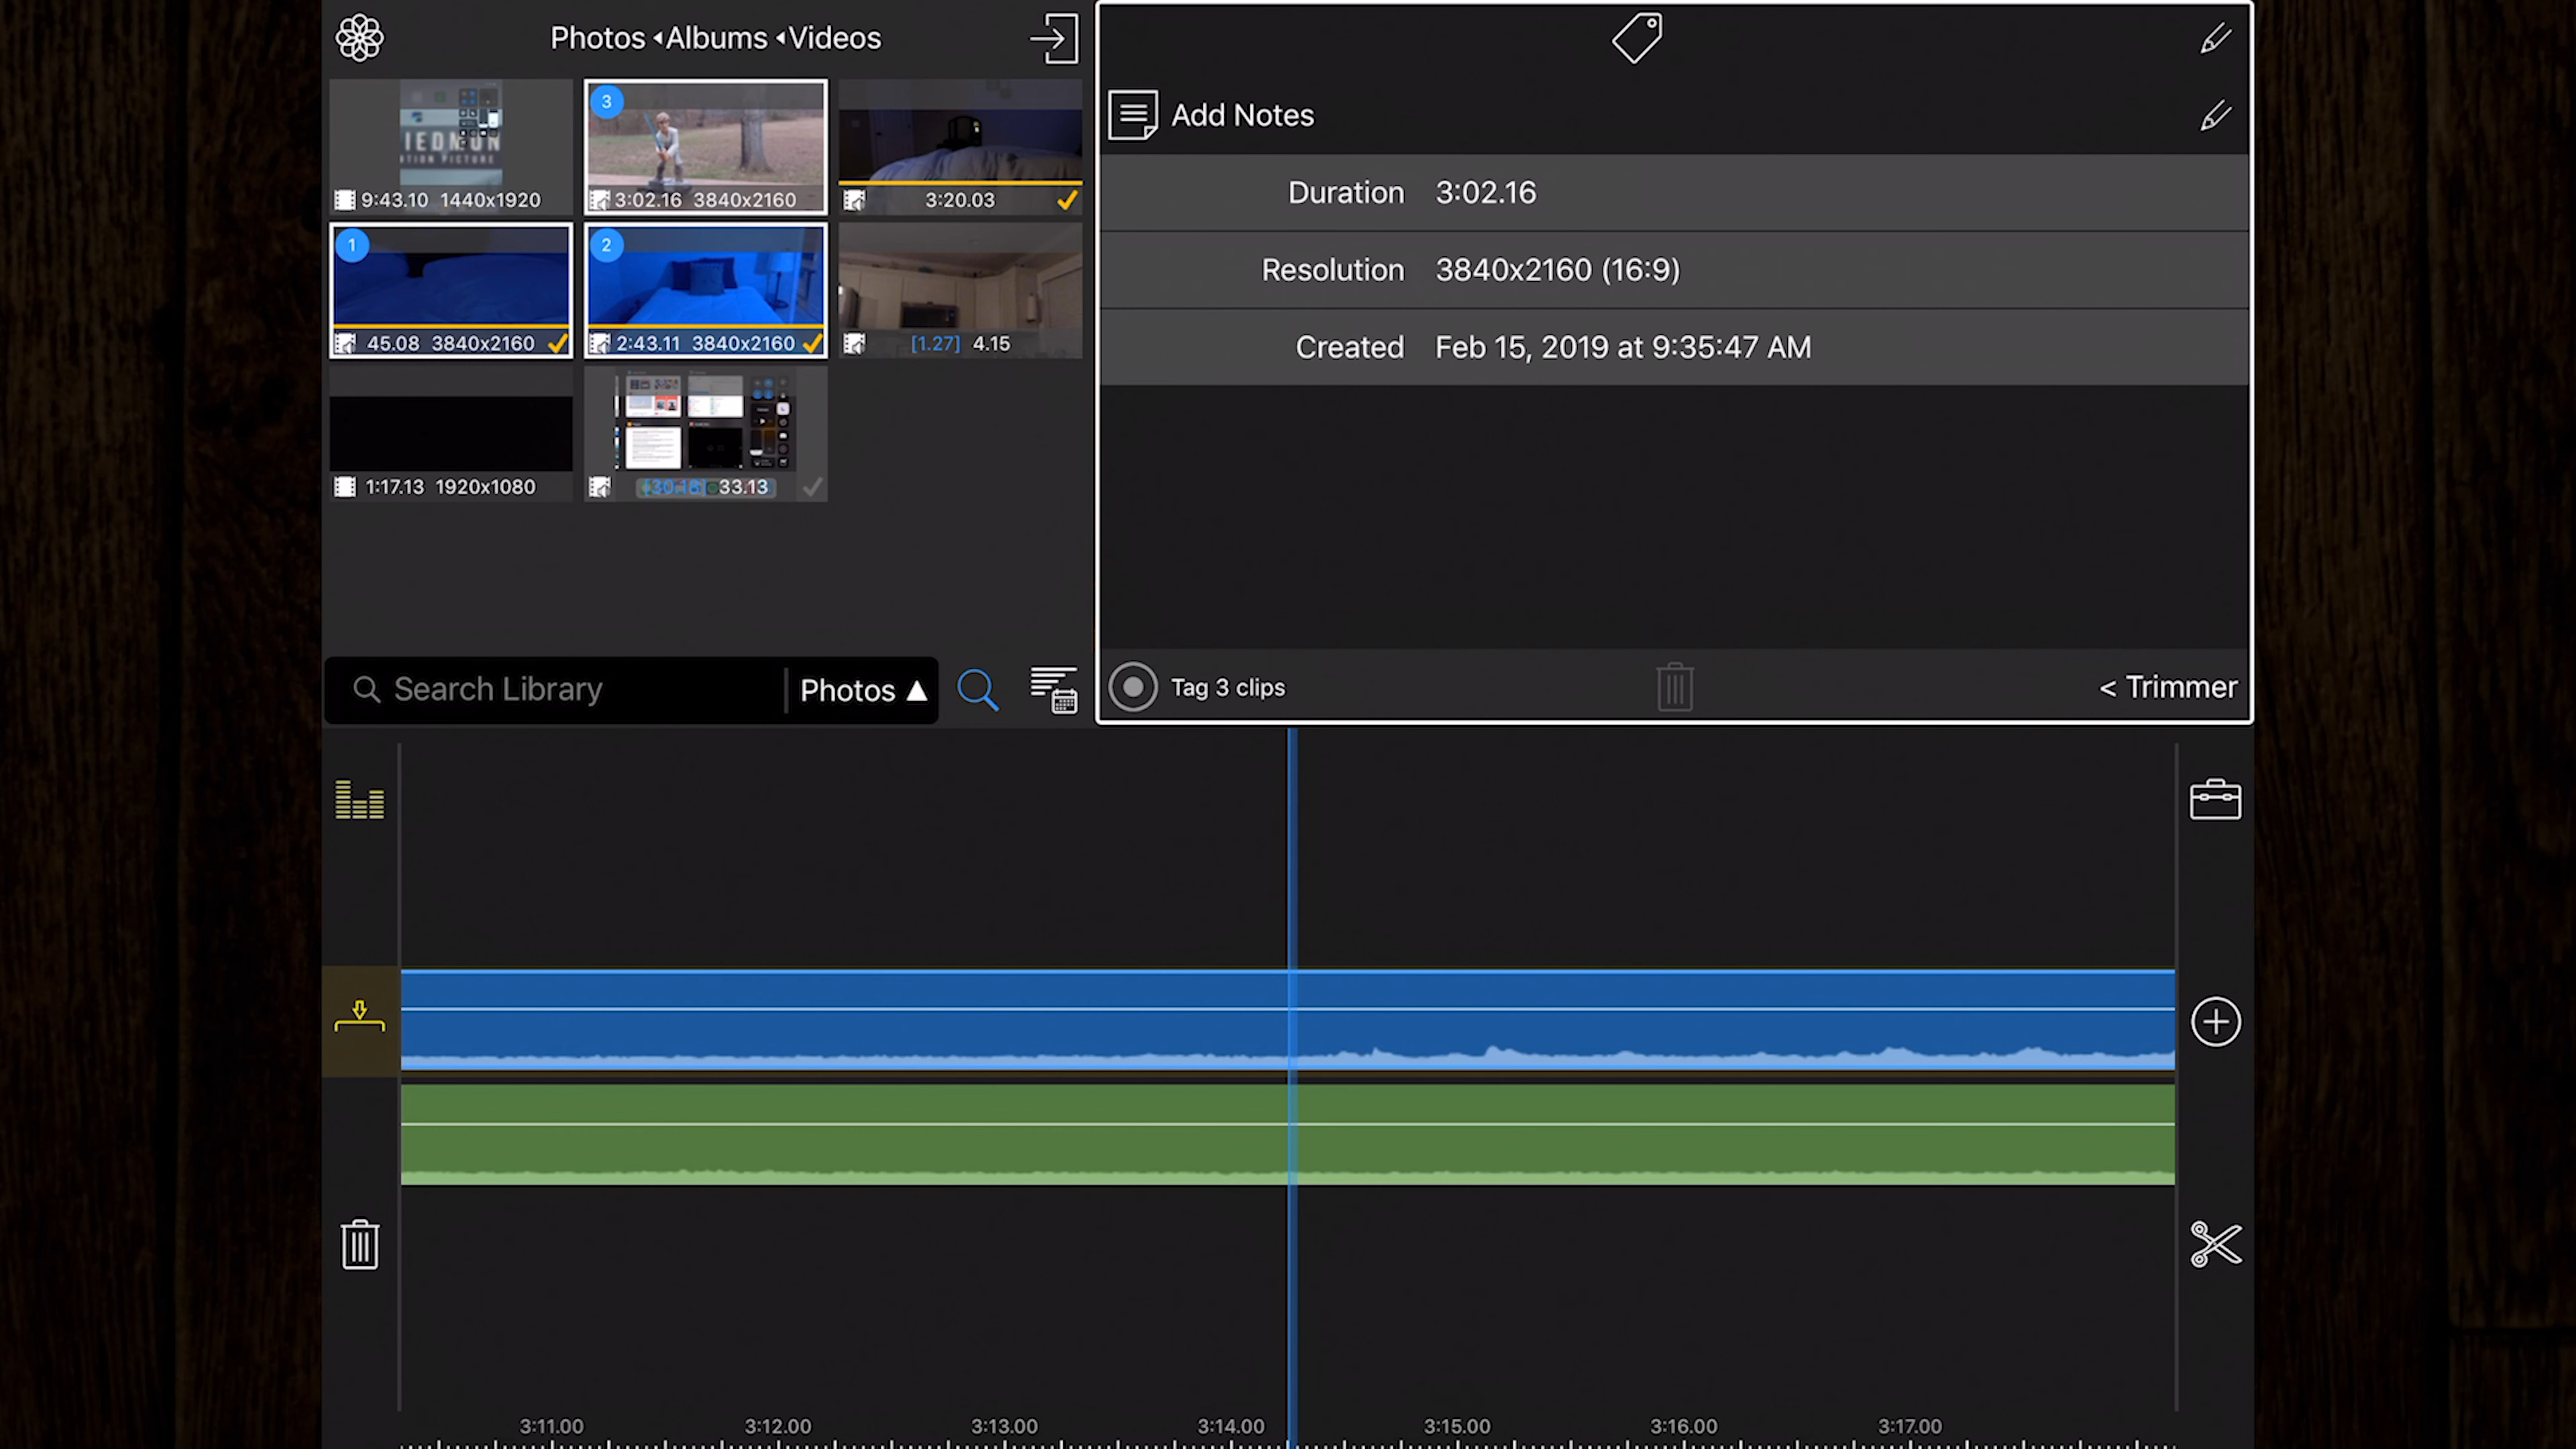 Photos ◂Albums ◂Videos
IEDMON
TION PICTURE
9:43.10 1440x1920
3
3:02.16 3840x2160
3:20.03
1
45.08 3840x2160
2
2:43.11 3840x2160
[1.27] 4.15
1:17.13 1920x1080
33.13
Search Library
Photos ▲
Add Notes
Duration 3:02.16
Resolution 3840x2160 (16:9)
Created Feb 15, 2019 at 9:35:47 AM
Tag 3 clips
< Trimmer
3:11.00 3:12.00 3:13.00 3:14.00 3:15.00 3:16.00 3:17.00